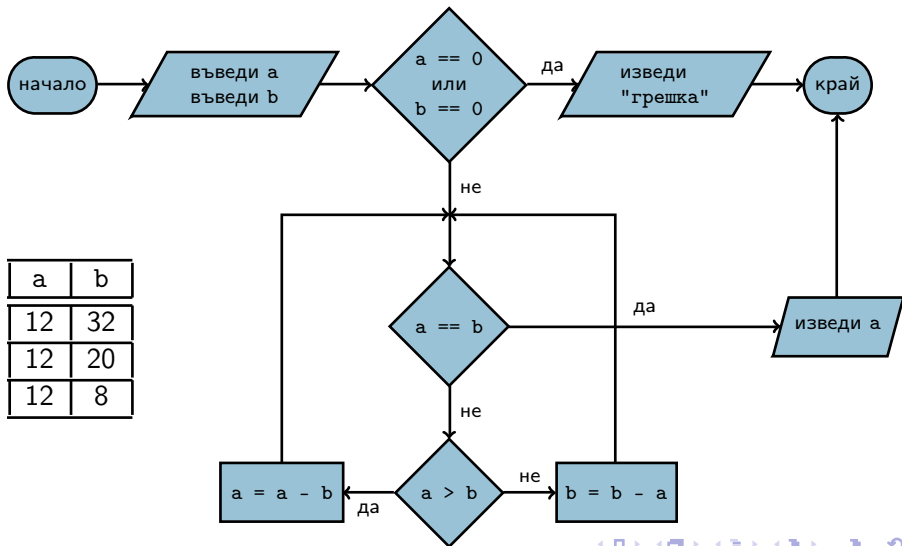 начало
въведи a
въведи b
a == 0
или
b == 0
да
изведи
"грешка"
край
не
a b
12 32
12 20
12 8
a == b
да
изведи a
не
a = a - b
да
a > b
не
b = b - a